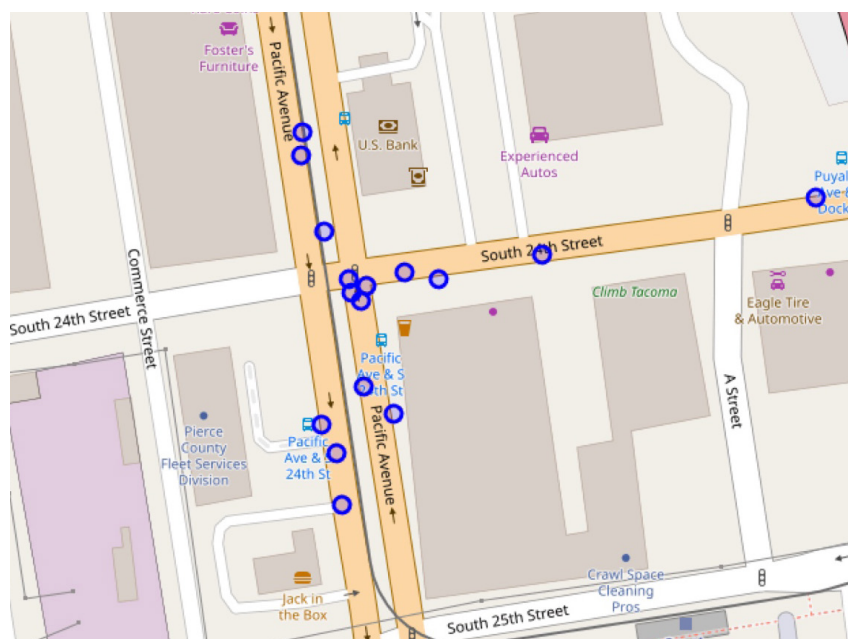 Foster's
Furniture
Pacific Avenue
U.S. Bank
Experienced
Autos
Puyal
Ave &
Dock
South 24th Street
South 24th Street
Commerce Street
Climb Tacoma
Eagle Tire
& Automotive
Pacific
Ave & S
24th St
A Street
Pacific Avenue
Pierce
County
Fleet Services
Division
Pacific
Ave & S
24th St
Jack in
the Box
Crawl Space
Cleaning
Pros
South 25th Street